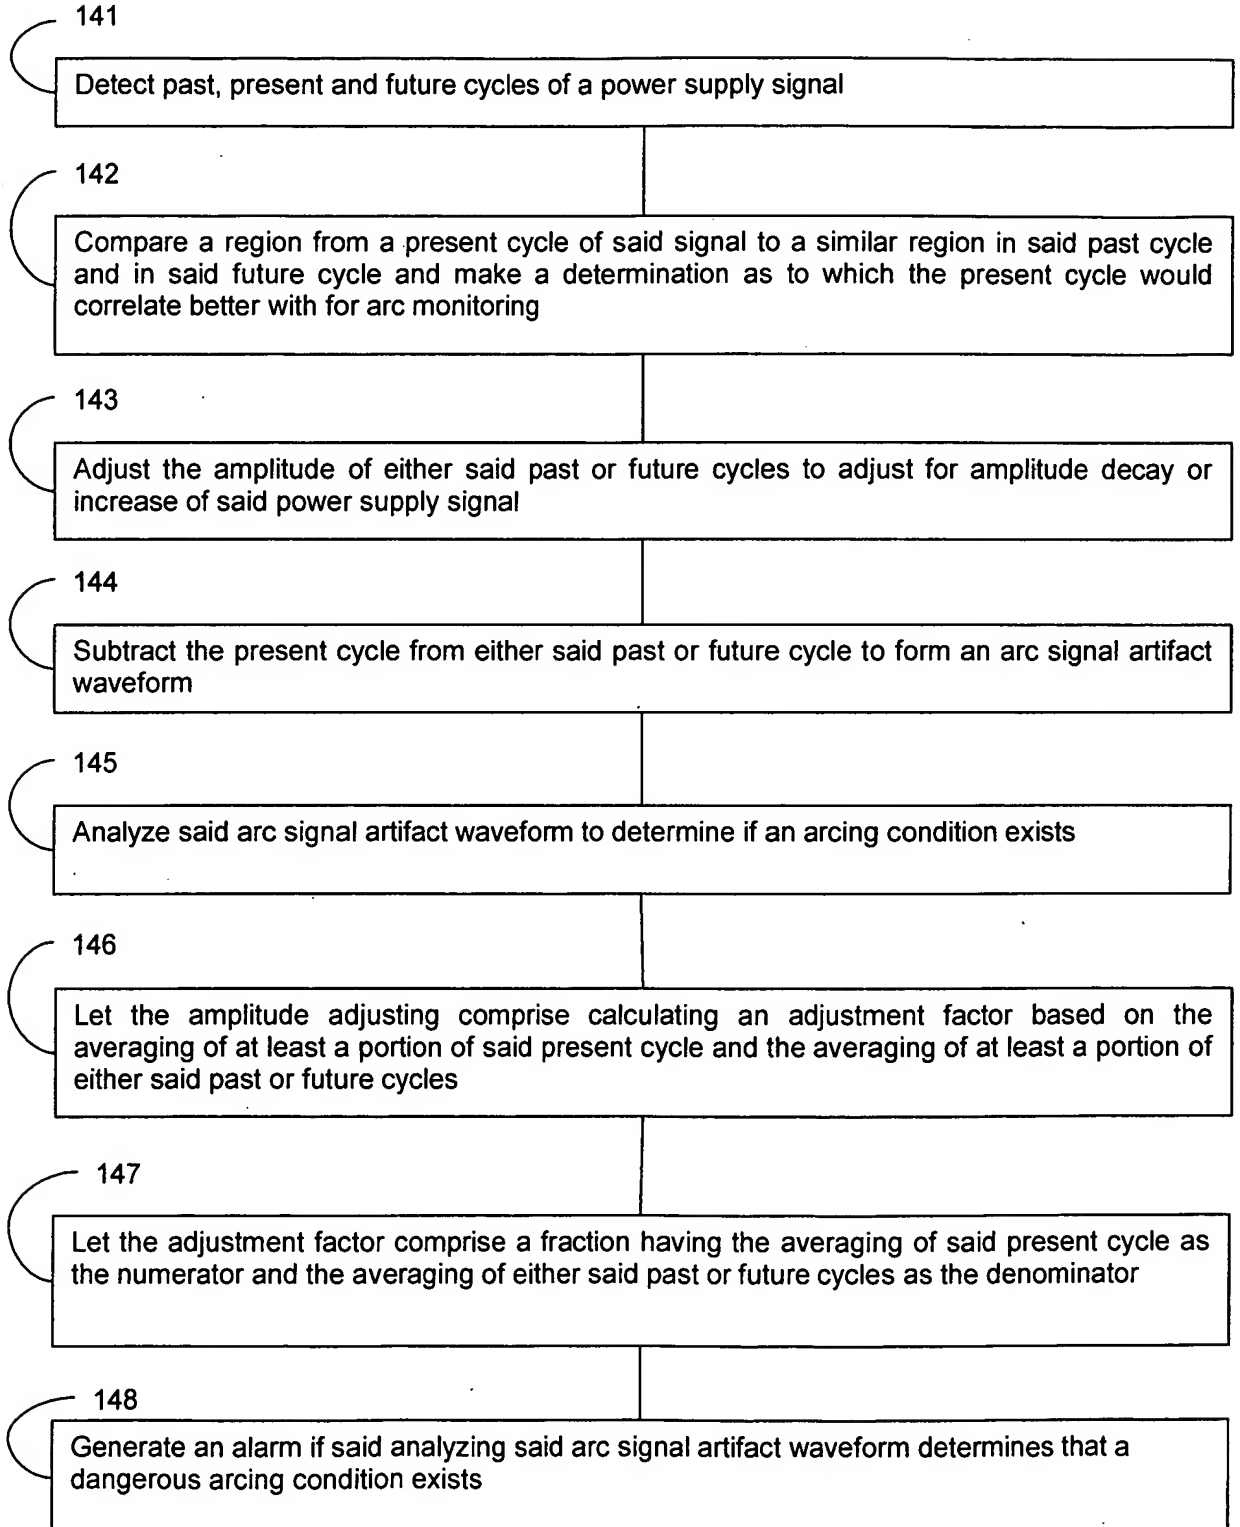 141
Detect past, present and future cycles of a power supply signal
142
Compare a region from a present cycle of said signal to a similar region in said past cycle
and in said future cycle and make a determination as to which the present cycle would
correlate better with for arc monitoring
143
Adjust the amplitude of either said past or future cycles to adjust for amplitude decay or
increase of said power supply signal
144
Subtract the present cycle from either said past or future cycle to form an arc signal artifact
waveform
145
Analyze said arc signal artifact waveform to determine if an arcing condition exists
146
Let the amplitude adjusting comprise calculating an adjustment factor based on the
averaging of at least a portion of said present cycle and the averaging of at least a portion of
either said past or future cycles
147
Let the adjustment factor comprise a fraction having the averaging of said present cycle as
the numerator and the averaging of either said past or future cycles as the denominator
148
Generate an alarm if said analyzing said arc signal artifact waveform determines that a
dangerous arcing condition exists